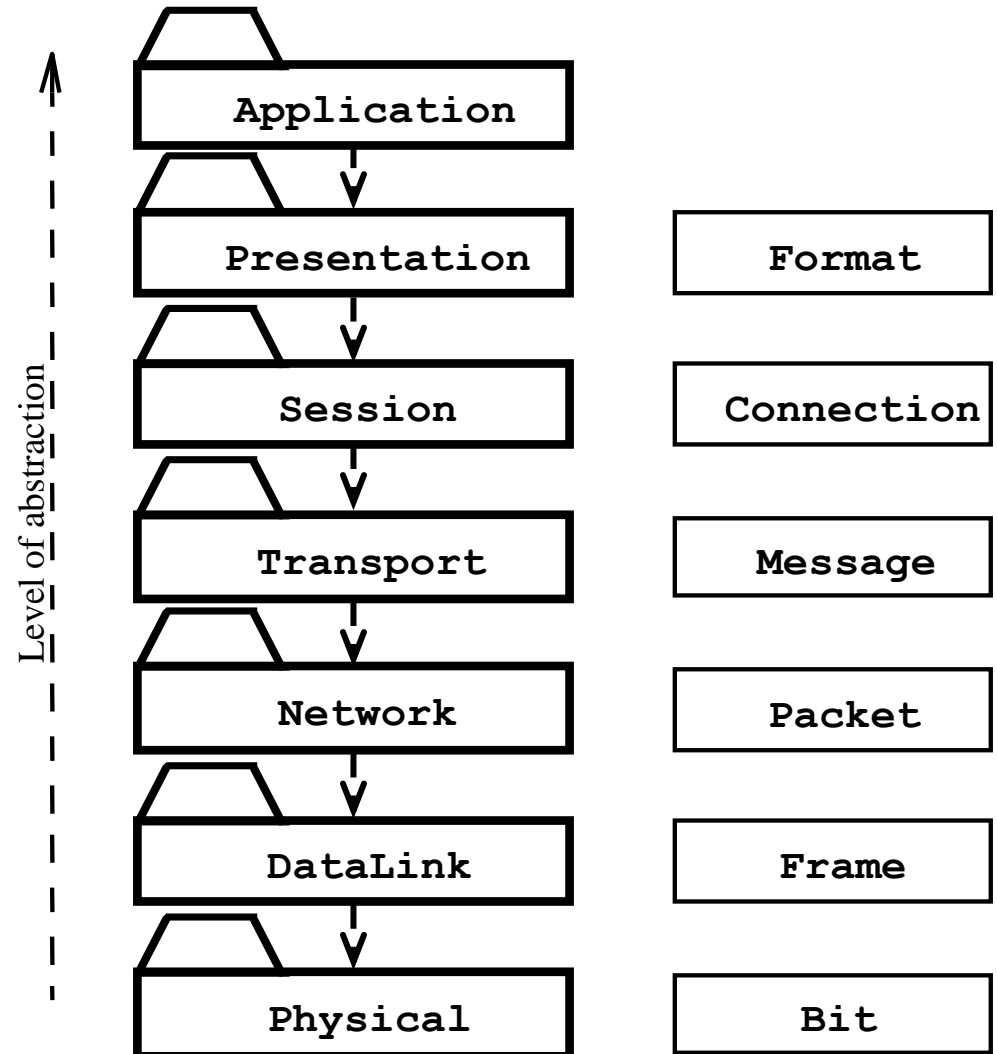 Level of abstraction
Application
Presentation
Format
Session
Connection
Transport
Message
Network
Packet
DataLink
Frame
Physical
Bit